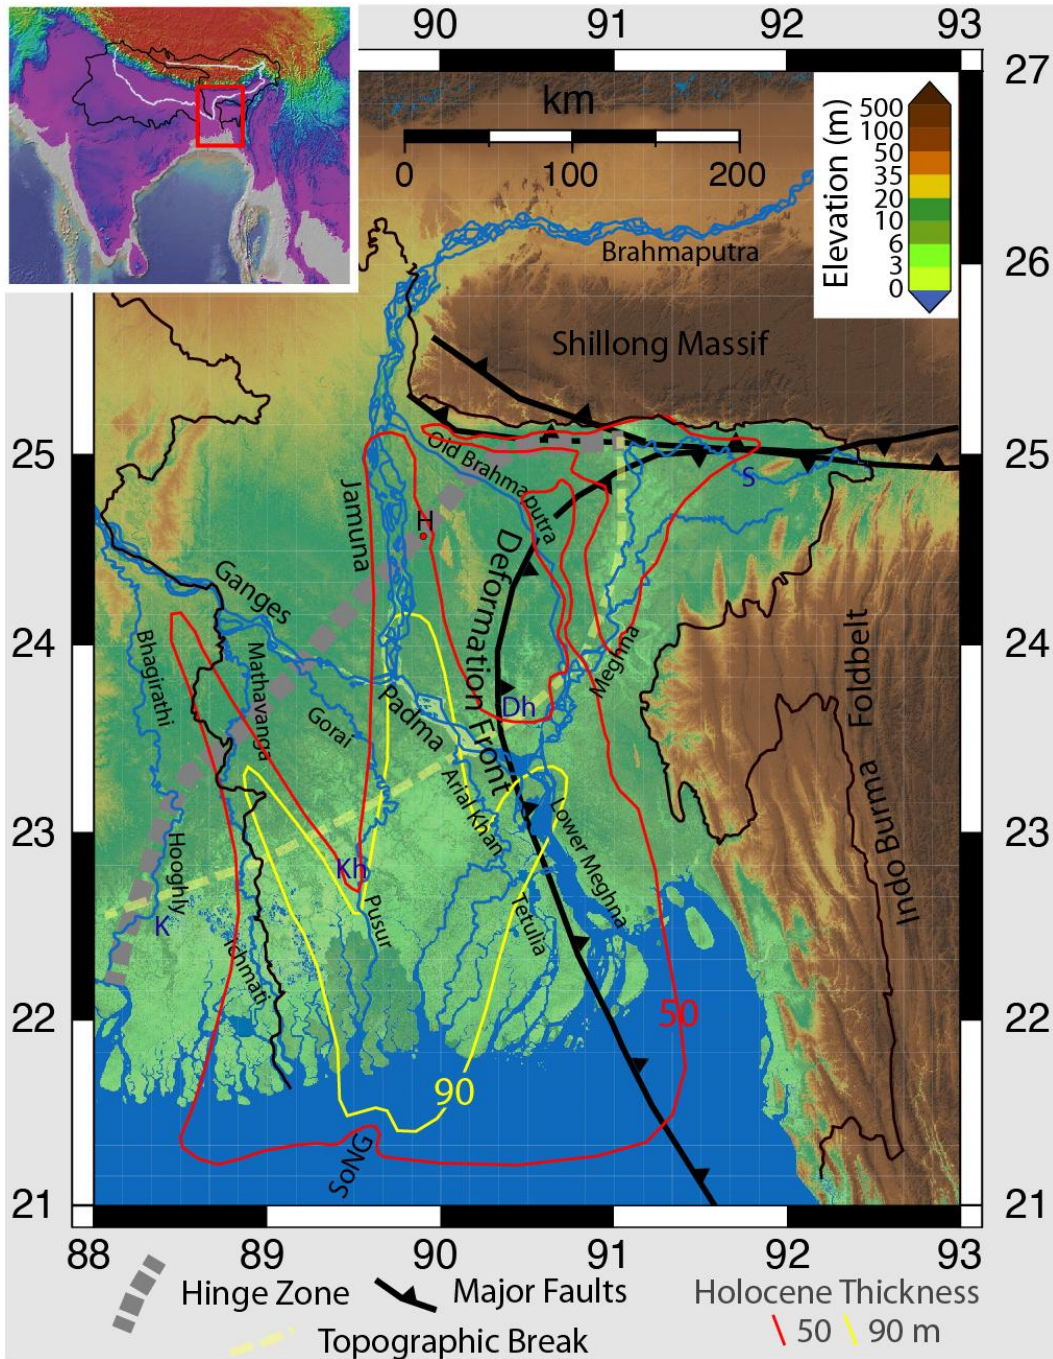 90 91 92 93
27
km
0 100 200
Elevation (m)
500
100
50
35
20
10
6
3
0
Brahmaputra
26 26
Shillong Massif
25 25
Old Brahmaputra
S
Jamuna
H
Deformation Front
Ganges
24 24
Bhagirathi
Mathavanga
Meghna
Gorai
Padma
Dh
Indo Burma Foldbelt
Arial Khan
23 23
Lower Meghna
Kh
Hooghly
K
Pusur
Tetulia
Ichmati
22 22
50
90
SoNG
21 21
88 89 90 91 92 93
Hinge Zone
Major Faults
Holocene Thickness
50 90 m
Topographic Break